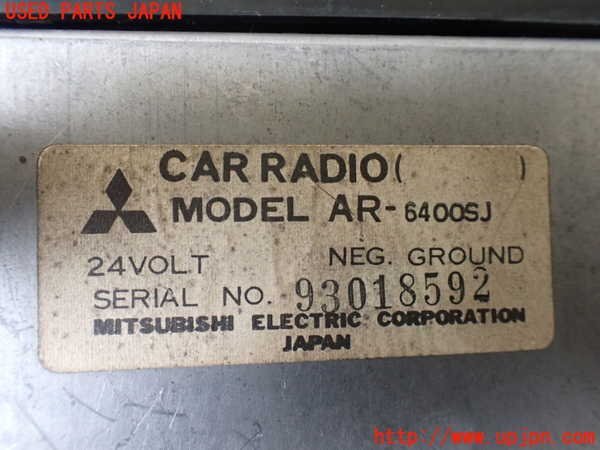 USED PARTS JAPAN
CAR RADIO( )
MODEL AR-6400SJ
24VOLT NEG. GROUND
SERIAL NO. 93018592
MITSUBISHI ELECTRIC CORPORATION
JAPAN
http://www.upjpn.com/